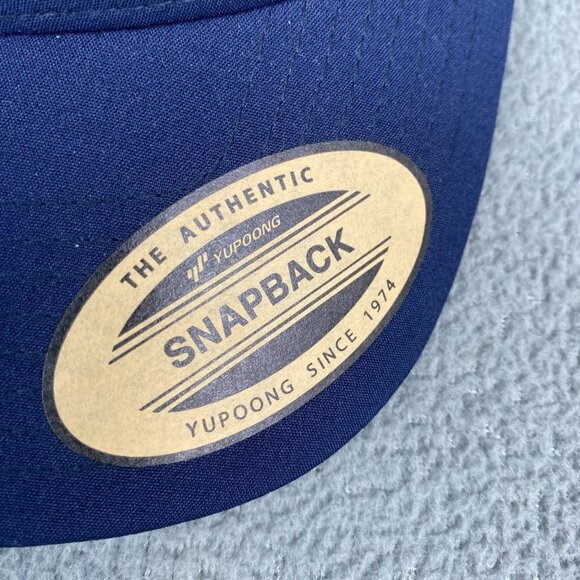 THE AUTHENTIC
YUPOONG
SNAPBACK
YUPOONG SINCE 1974